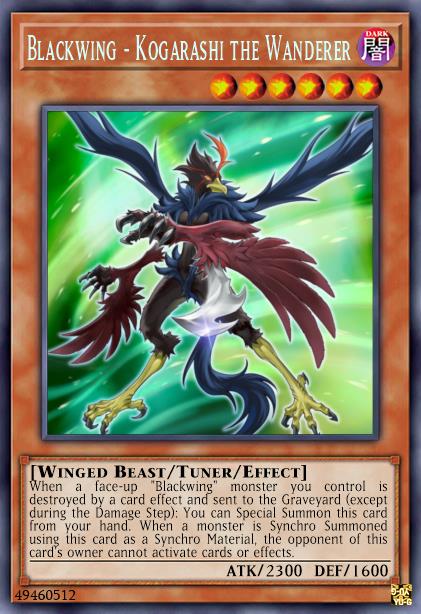 BLACKWING - KOGARASHI THE WANDERER
DARK
闇
[WINGED BEAST/TUNER/EFFECT]
When a face-up "Blackwing" monster you control is
destroyed by a card effect and sent to the Graveyard (except
during the Damage Step): You can Special Summon this card
from your hand. When a monster is Synchro Summoned
using this card as a Synchro Material, the opponent of this
card's owner cannot activate cards or effects.
ATK/2300 DEF/1600
49460512